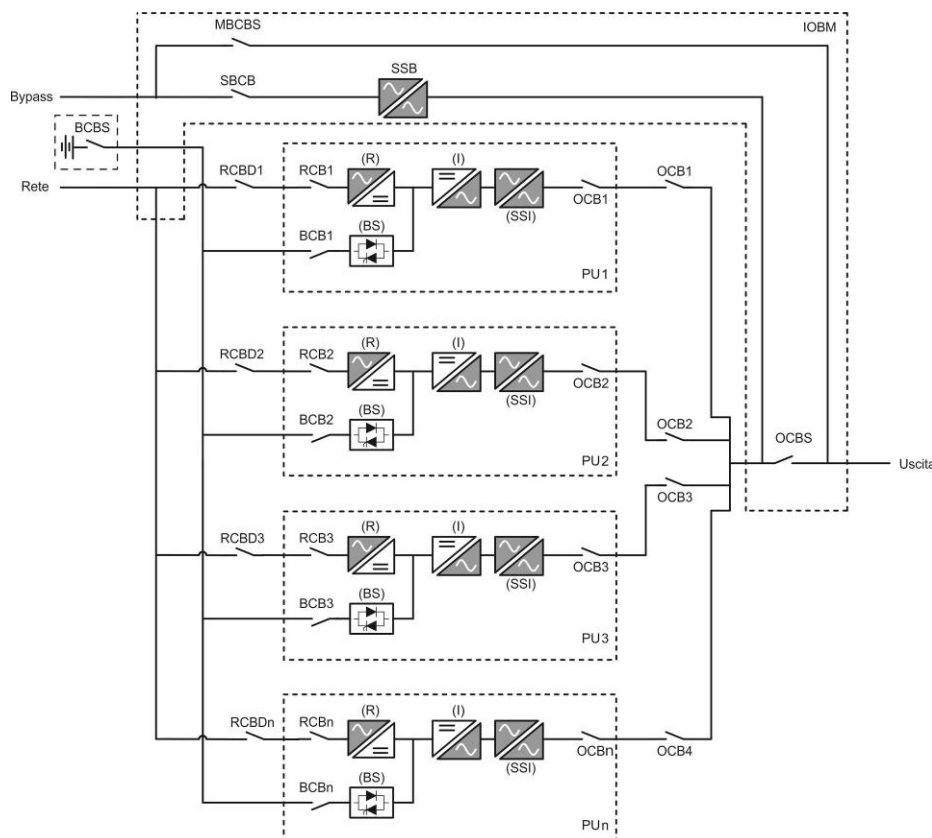 MBCBS
IOBM
SBCB
SSB
Bypass
BCBS
Rete
RCBD1
RCB1
(R)
(I)
(SSI)
OCB1
OCB1
BCB1
(BS)
PU1
RCBD2
RCB2
(R)
(I)
(SSI)
OCB2
BCB2
(BS)
PU2
OCB2
OCBS
Uscita
OCB3
RCBD3
RCB3
(R)
(I)
(SSI)
OCB3
BCB3
(BS)
PU3
RCBDn
RCBn
(R)
(I)
(SSI)
OCBn
OCB4
BCBn
(BS)
PUn